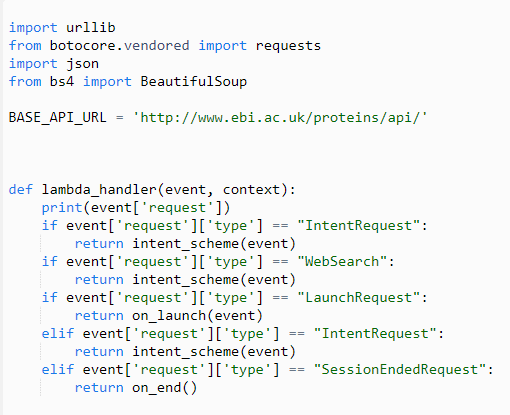 import urllib
from botocore.vendored import requests
import json
from bs4 import BeautifulSoup
BASE_API_URL = 'http://www.ebi.ac.uk/proteins/api/'
def lambda_handler(event, context):
    print(event['request'])
    if event['request']['type'] == "IntentRequest":
        return intent_scheme(event)
    if event['request']['type'] == "WebSearch":
        return intent_scheme(event)
    if event['request']['type'] == "LaunchRequest":
        return on_launch(event)
    elif event['request']['type'] == "IntentRequest":
        return intent_scheme(event)
    elif event['request']['type'] == "SessionEndedRequest":
        return on_end()